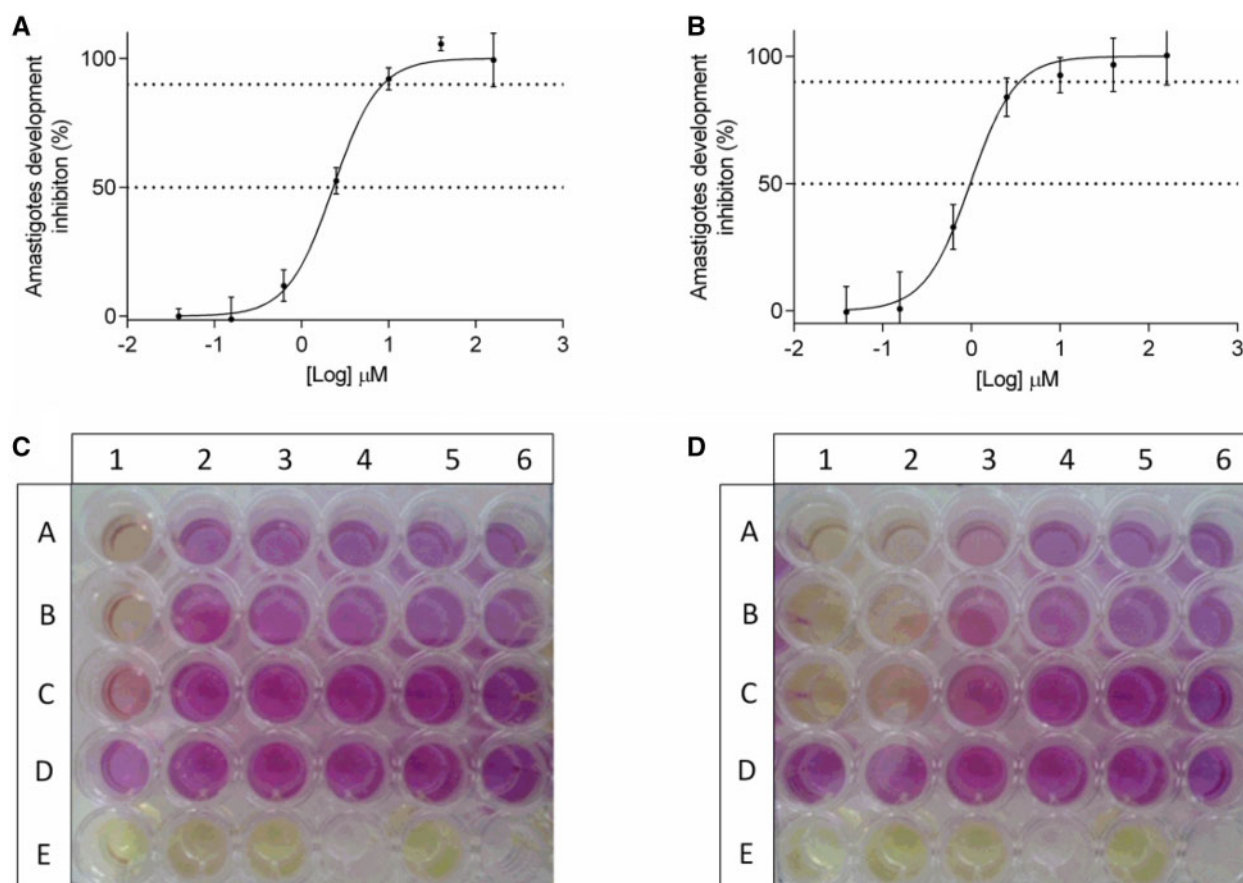 A
Amastigotes development
inhibiton (%)
100
50
0
-2
-1
0
1
2
3
[Log] μM
B
Amastigotes development
inhibiton (%)
100
50
0
-2
-1
0
1
2
3
[Log] μM
C
1 2 3 4 5 6
A
B
C
D
E
D
1 2 3 4 5 6
A
B
C
D
E